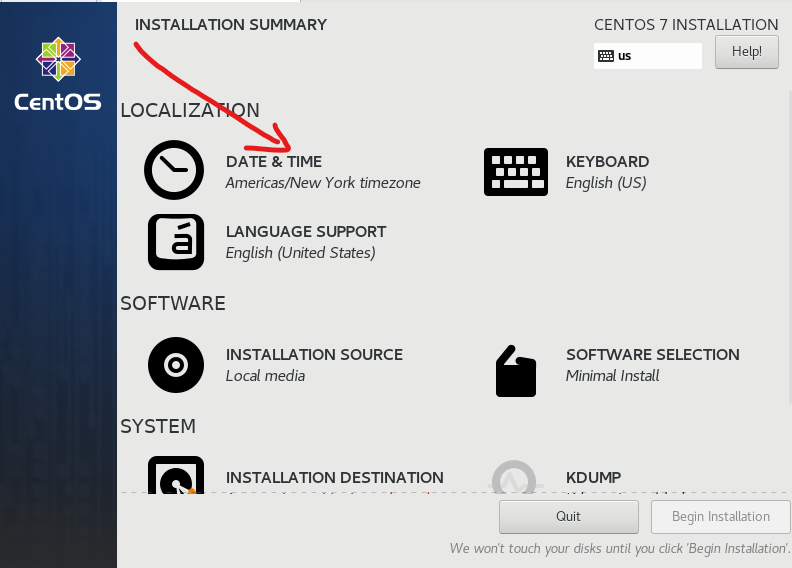 INSTALLATION SUMMARY
CENTOS 7 INSTALLATION
us
Help!
CentOS
LOCALIZATION
DATE & TIME
Americas/New York timezone
KEYBOARD
English (US)
á
LANGUAGE SUPPORT
English (United States)
SOFTWARE
INSTALLATION SOURCE
Local media
SOFTWARE SELECTION
Minimal Install
SYSTEM
INSTALLATION DESTINATION
KDUMP
Quit
Begin Installation
We won't touch your disks until you click 'Begin Installation'.